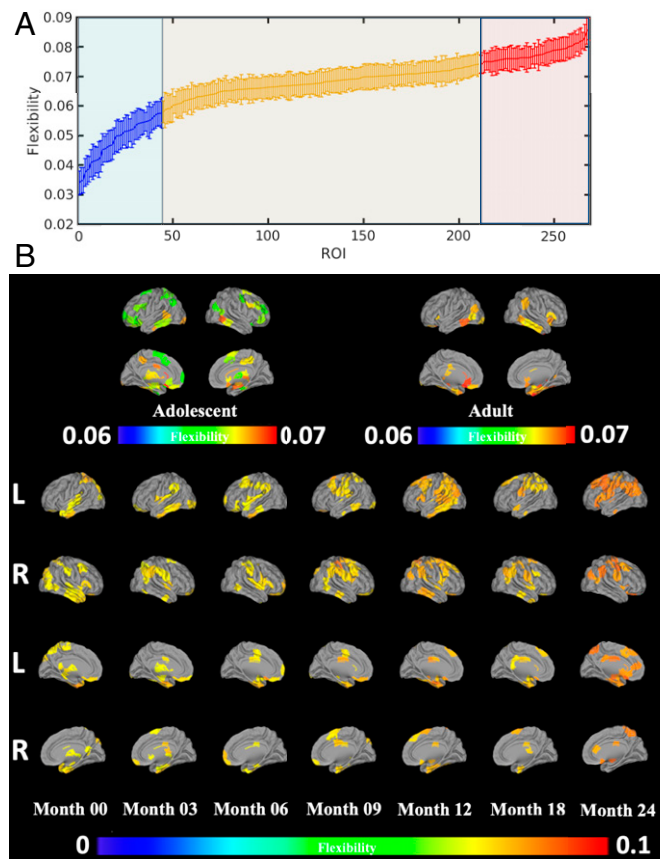 A
0.09
0.08
0.07
0.06
0.05
0.04
0.03
0.02
Flexibility
0 50 100 150 200 250
ROI
B
Adolescent Adult
0.06 Flexibility 0.07 0.06 Flexibility 0.07
L
R
L
R
Month 00 Month 03 Month 06 Month 09 Month 12 Month 18 Month 24
0 Flexibility 0.1